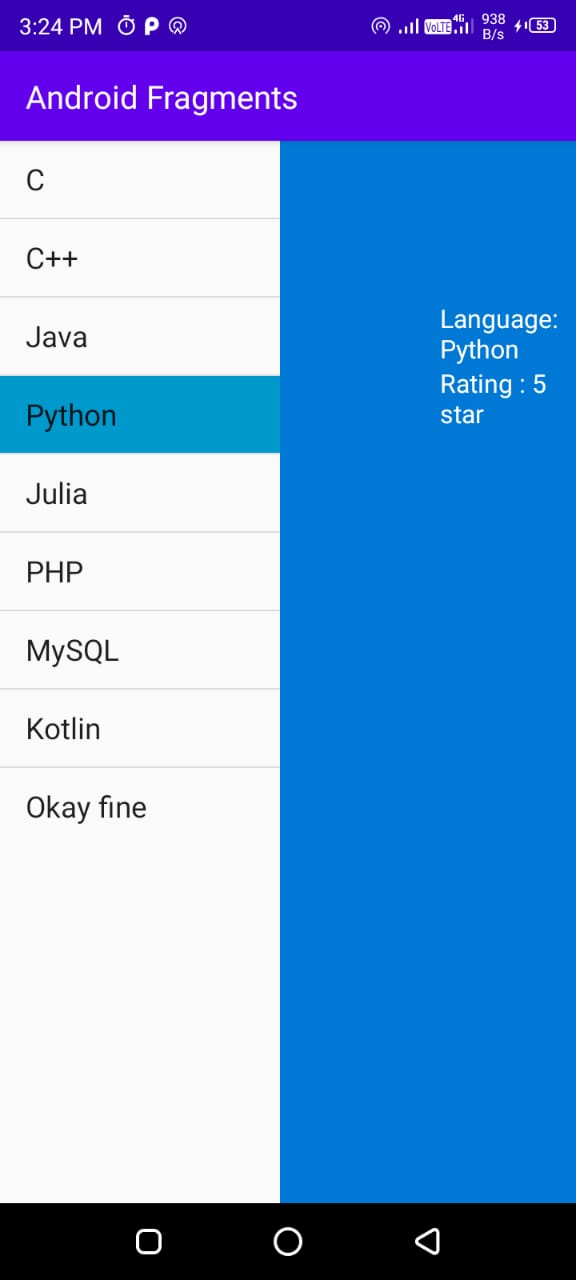 3:24 PM
VoLTE 4G 938 B/s 53
Android Fragments
C
C++
Java
Python
Julia
PHP
MySQL
Kotlin
Okay fine
Language:
Python
Rating : 5
star